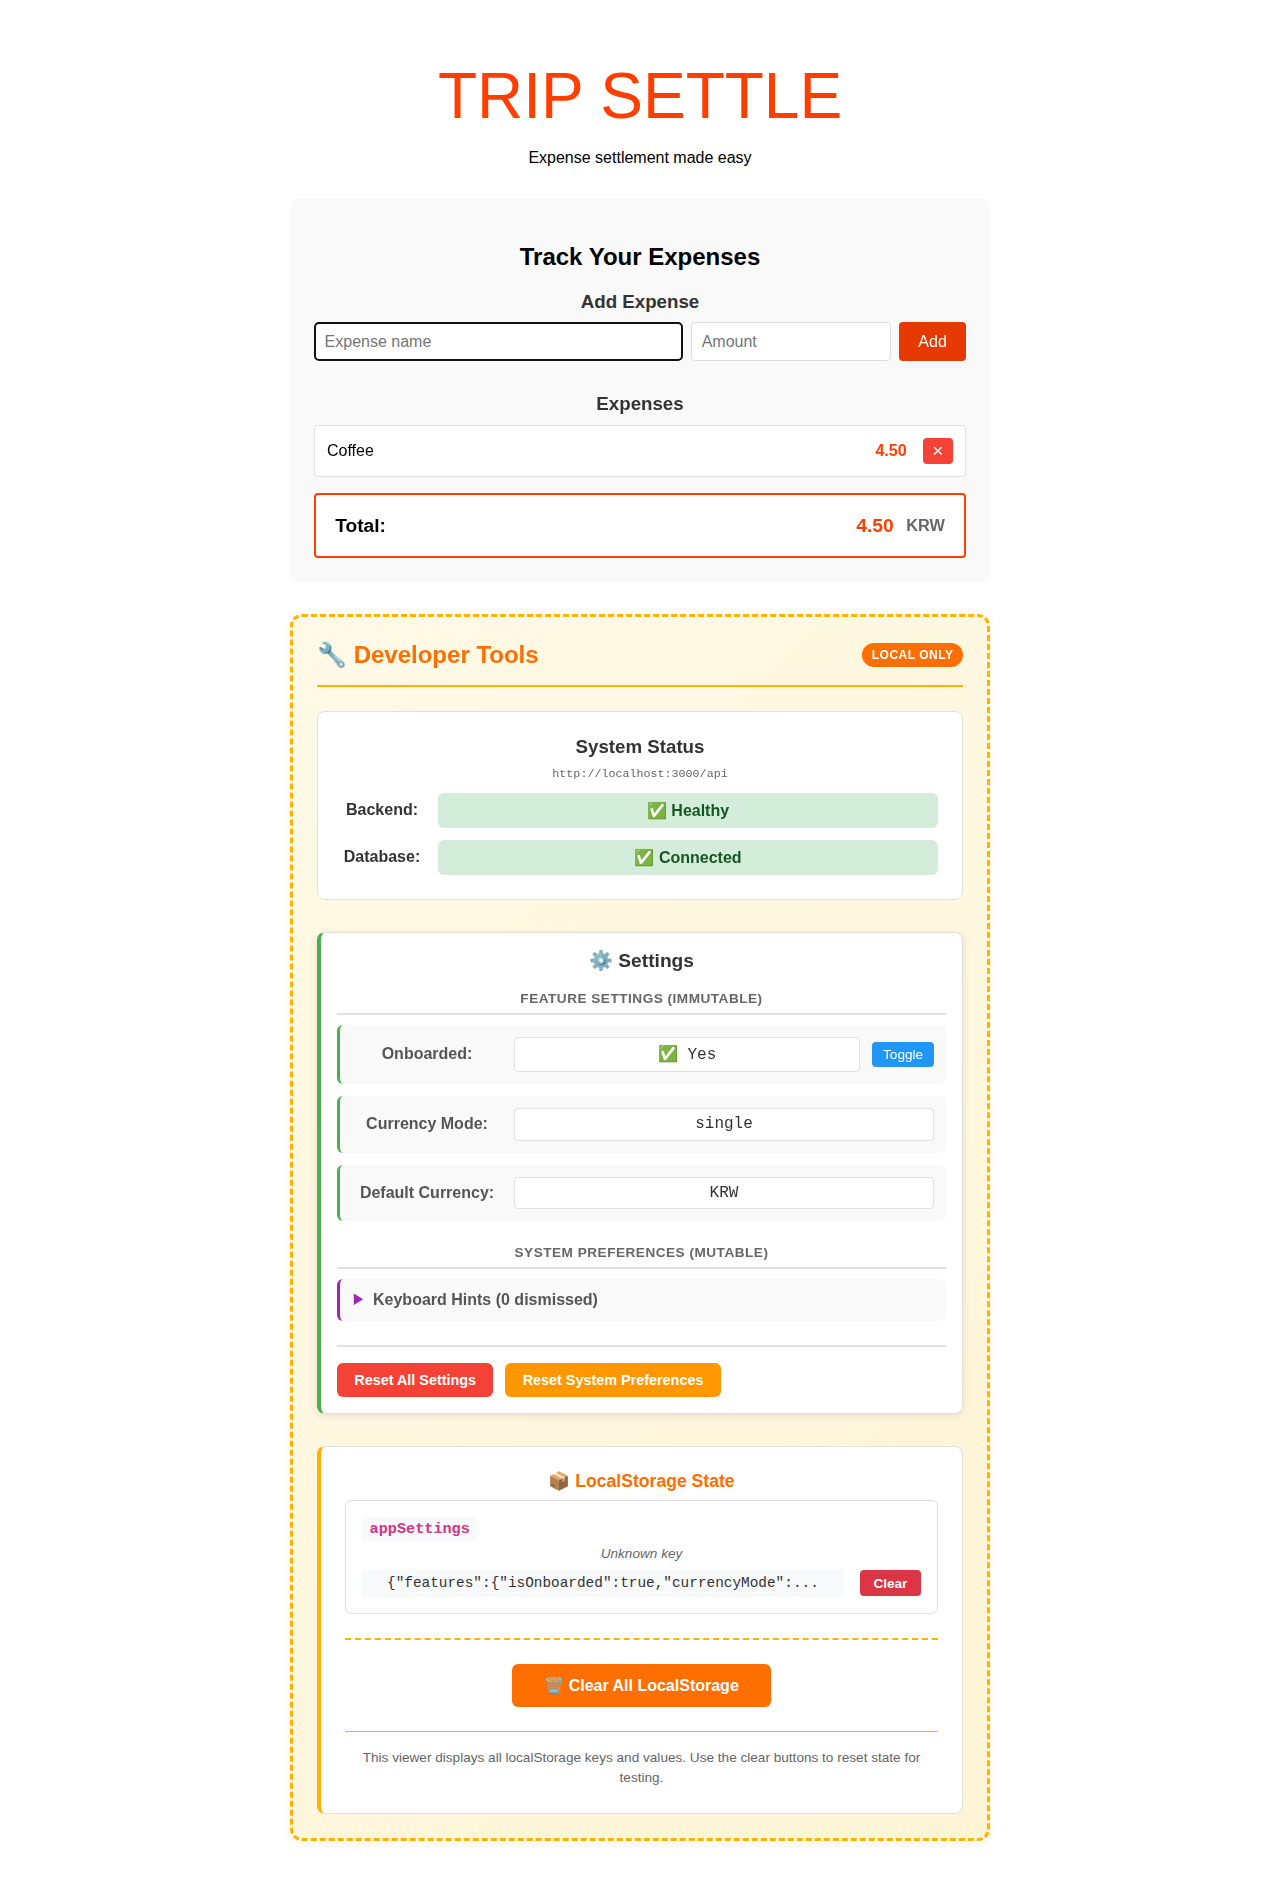 TRIP SETTLE
Expense settlement made easy
Track Your Expenses
Add Expense
Expense name
Amount
Add
Expenses
Coffee
4.50
✕
Total:
4.50 KRW
🔧 Developer Tools
LOCAL ONLY
System Status
http://localhost:3000/api
Backend:
✅ Healthy
Database:
✅ Connected
⚙️ Settings
FEATURE SETTINGS (IMMUTABLE)
Onboarded:
✅ Yes
Toggle
Currency Mode:
single
Default Currency:
KRW
SYSTEM PREFERENCES (MUTABLE)
▶ Keyboard Hints (0 dismissed)
Reset All Settings
Reset System Preferences
📦 LocalStorage State
appSettings
Unknown key
{"features":{"isOnboarded":true,"currencyMode":...
Clear
🗑️ Clear All LocalStorage
This viewer displays all localStorage keys and values. Use the clear buttons to reset state for
testing.